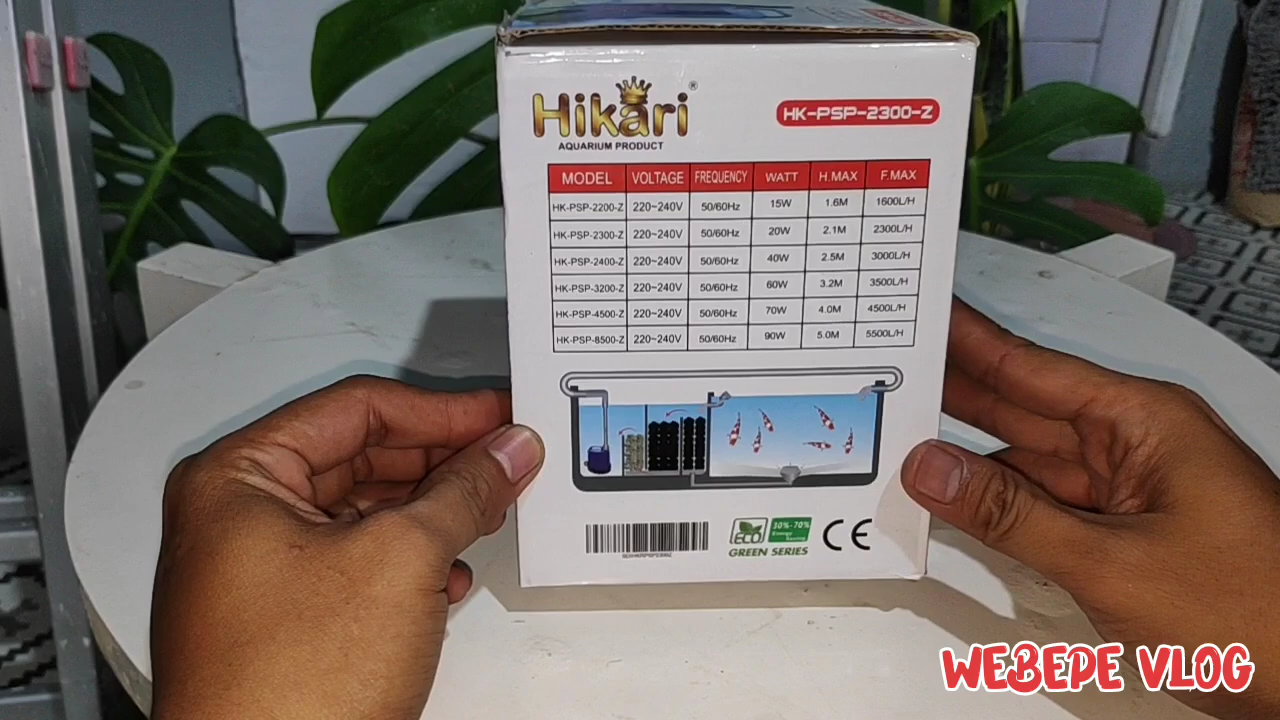 Hikari®
AQUARIUM PRODUCT
HK-PSP-2300-Z
MODEL VOLTAGE FREQUENCY WATT H.MAX F.MAX
HK-PSP-2200-Z 220~240V 50/60Hz 15W 1.6M 1600L/H
HK-PSP-2300-Z 220~240V 50/60Hz 20W 2.1M 2300L/H
HK-PSP-2400-Z 220~240V 50/60Hz 40W 2.5M 3000L/H
HK-PSP-3200-Z 220~240V 50/60Hz 60W 3.2M 3500L/H
HK-PSP-4500-Z 220~240V 50/60Hz 70W 4.0M 4500L/H
HK-PSP-8500-Z 220~240V 50/60Hz 90W 5.0M 5500L/H
ECO 30%-70%
Energy
Saving
GREEN SERIES
CE
WEBEPE VLOG